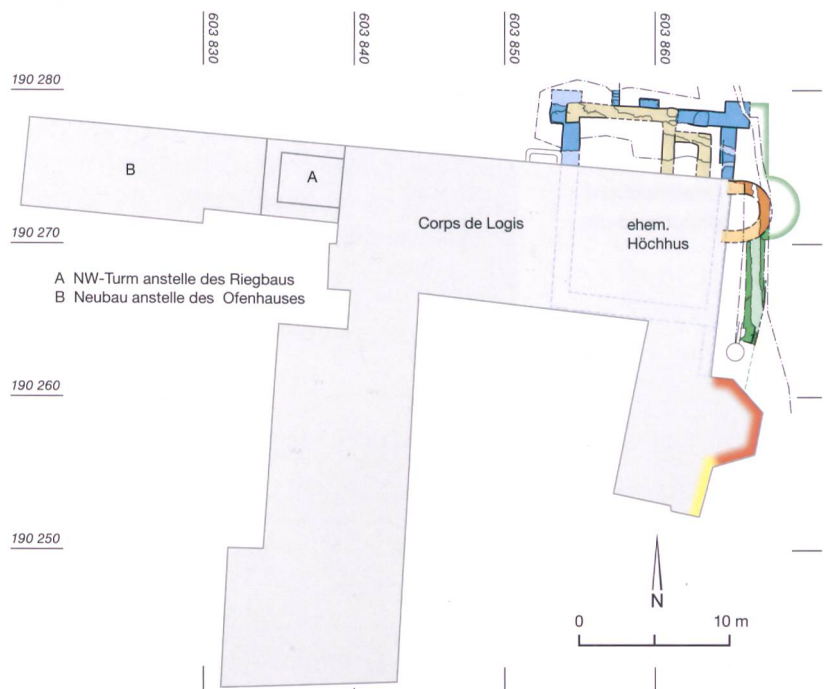 603 830
603 840
603 850
603 860
190 280
B
A
Corps de Logis
ehem.
Höchhus
190 270
A NW-Turm anstelle des Riegbaus
B Neubau anstelle des Ofenhauses
190 260
190 250
N
0
10 m